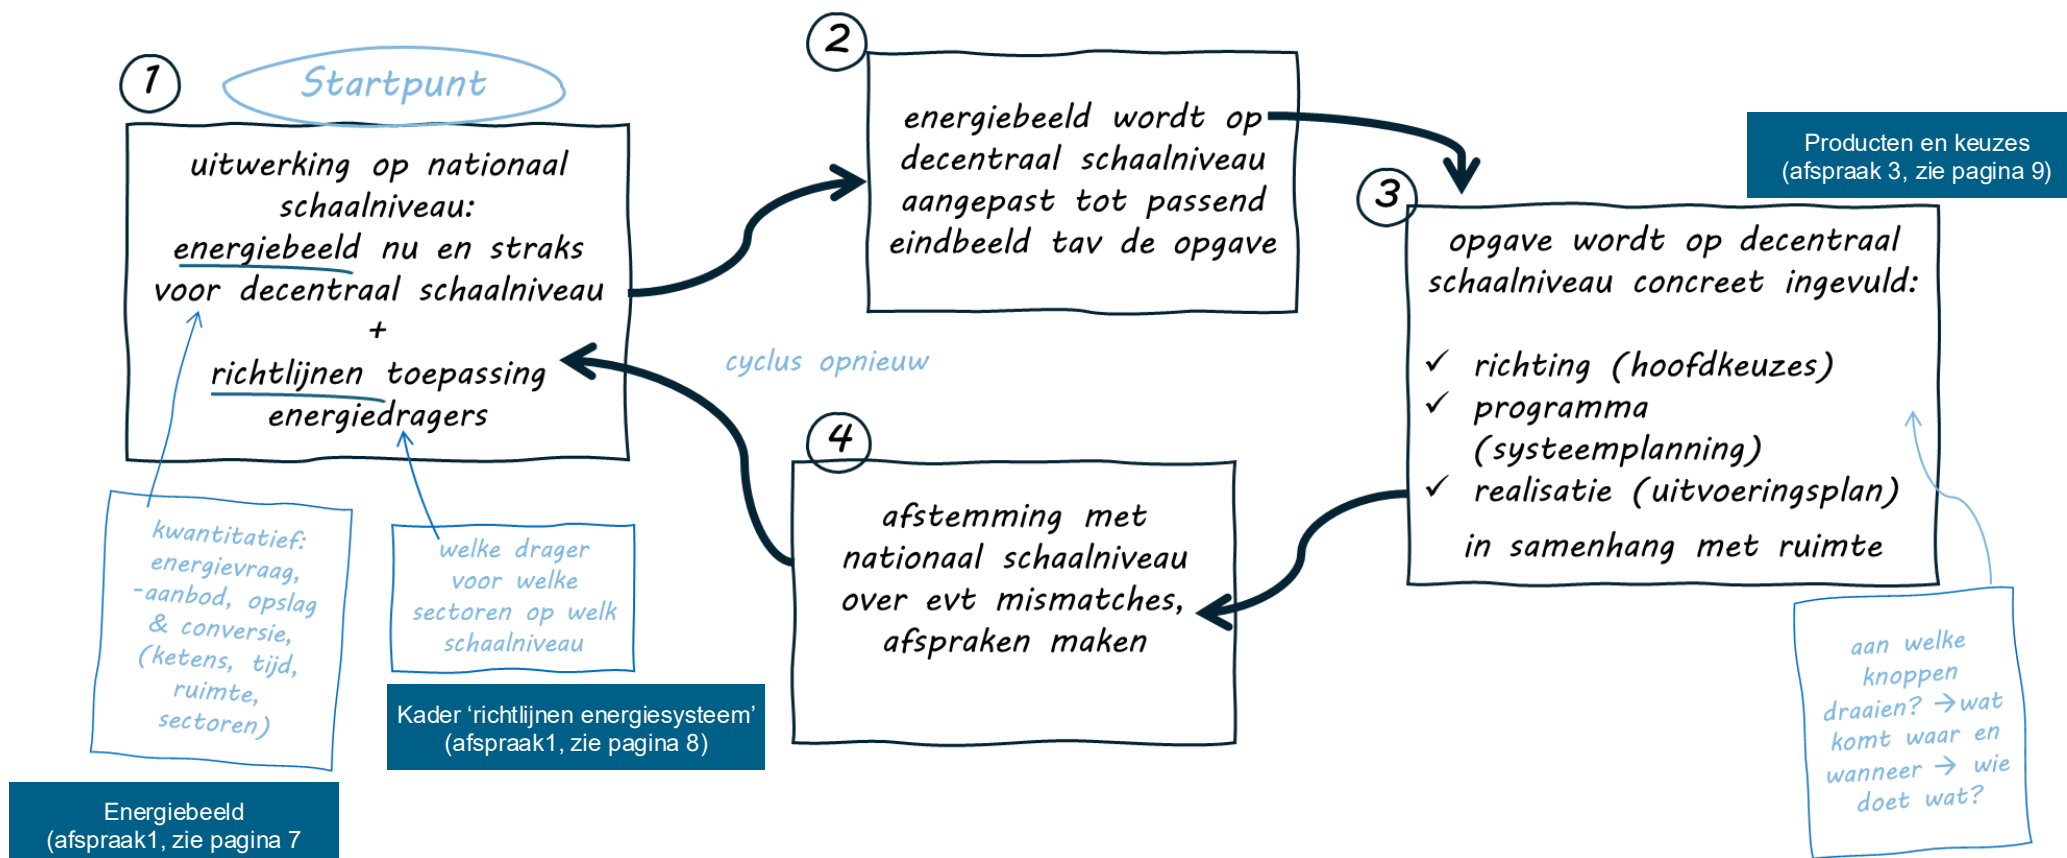 1
Startpunt
uitwerking op nationaal
schaalniveau:
energiebeeld nu en straks
voor decentraal schaalniveau
+
richtlijnen toepassing
energiedragers
2
energiebeeld wordt op
decentraal schaalniveau
aangepast tot passend
eindbeeld tav de opgave
Producten en keuzes
(afspraak 3, zie pagina 9)
3
opgave wordt op decentraal
schaalniveau concreet ingevuld:
✓ richting (hoofdkeuzes)
✓ programma
(systeemplanning)
✓ realisatie (uitvoeringsplan)
in samenhang met ruimte
cyclus opnieuw
4
afstemming met
nationaal schaalniveau
over evt mismatches,
afspraken maken
kwantitatief:
energievraag,
-aanbod, opslag
& conversie,
(ketens, tijd,
ruimte,
sectoren)
welke drager
voor welke
sectoren op welk
schaalniveau
Kader ‘richtlijnen energiesysteem’
(afspraak1, zie pagina 8)
Energiebeeld
(afspraak1, zie pagina 7
aan welke
knoppen
draaien? →wat
komt waar en
wanneer → wie
doet wat?